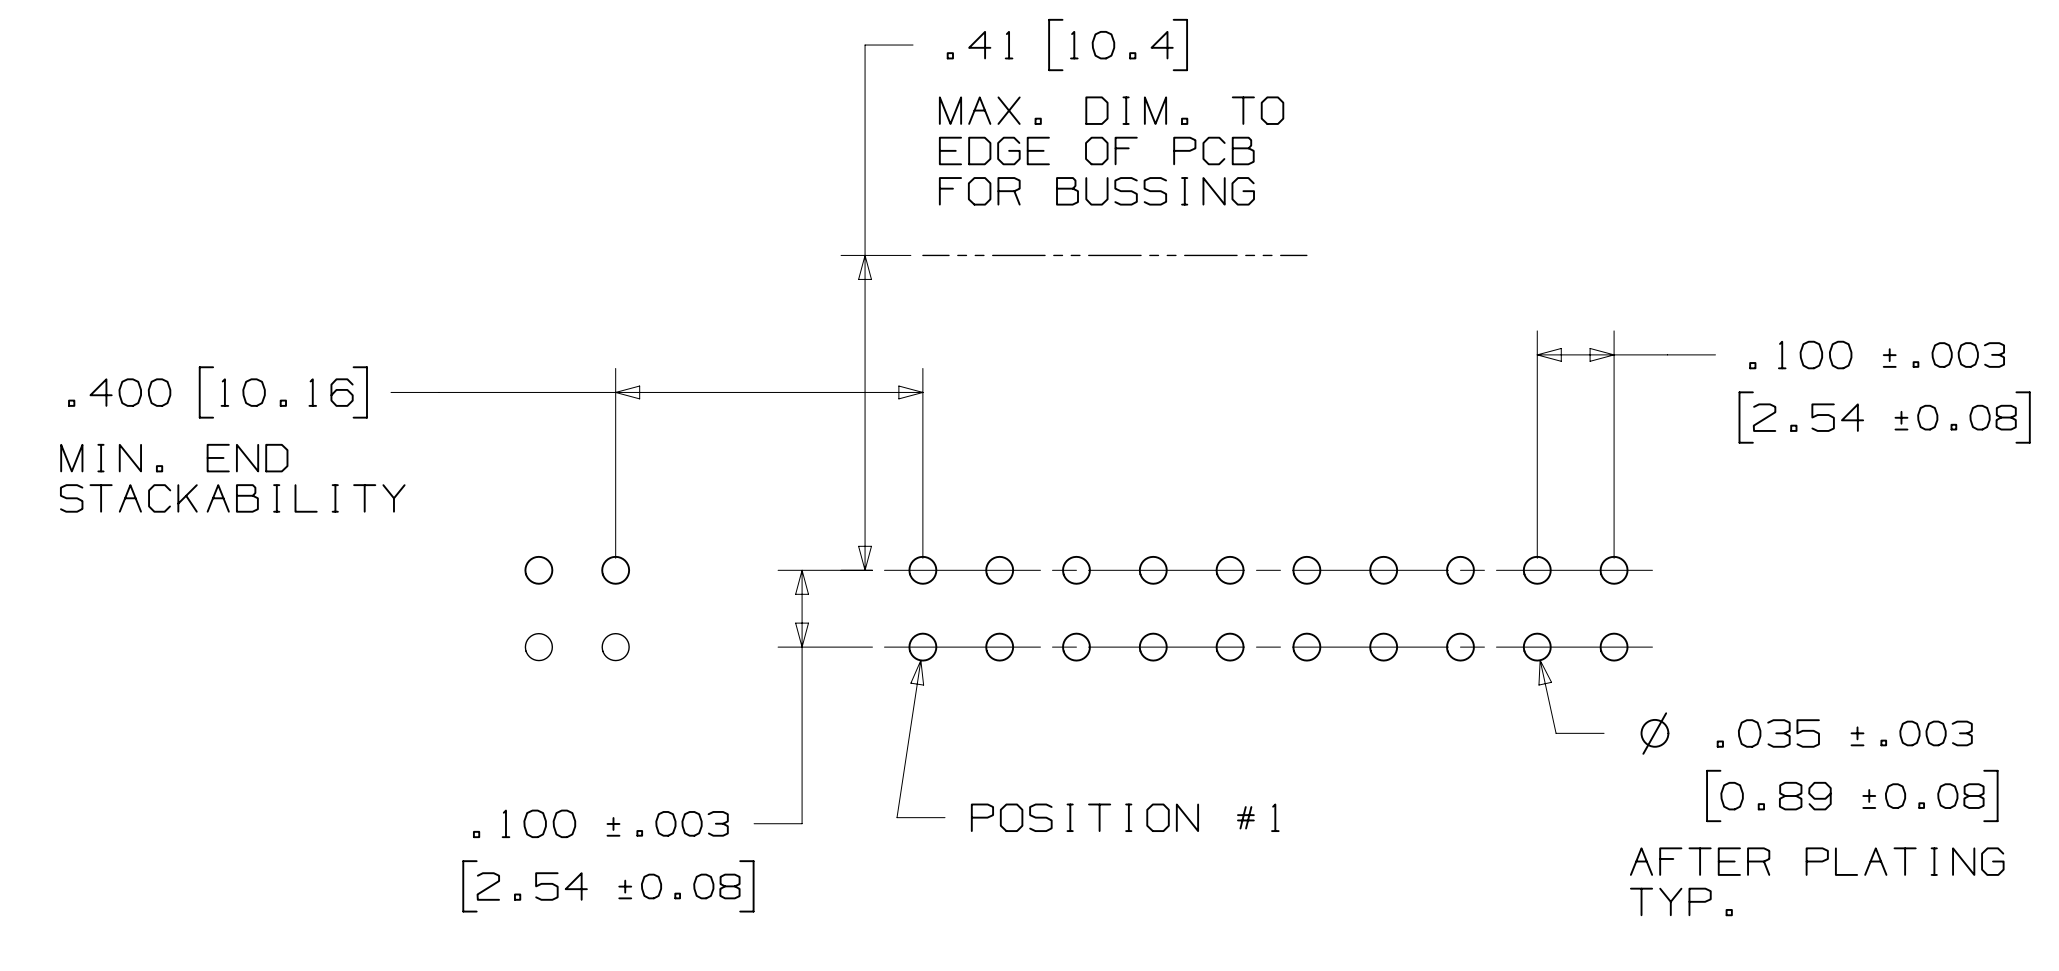 .41 [10.4]
MAX. DIM. TO
EDGE OF PCB
FOR BUSSING
.400 [10.16]
MIN. END
STACKABILITY
.100 ±.003
[2.54 ±0.08]
Ø .035 ±.003
[0.89 ±0.08]
AFTER PLATING
TYP.
POSITION #1
.100 ±.003
[2.54 ±0.08]